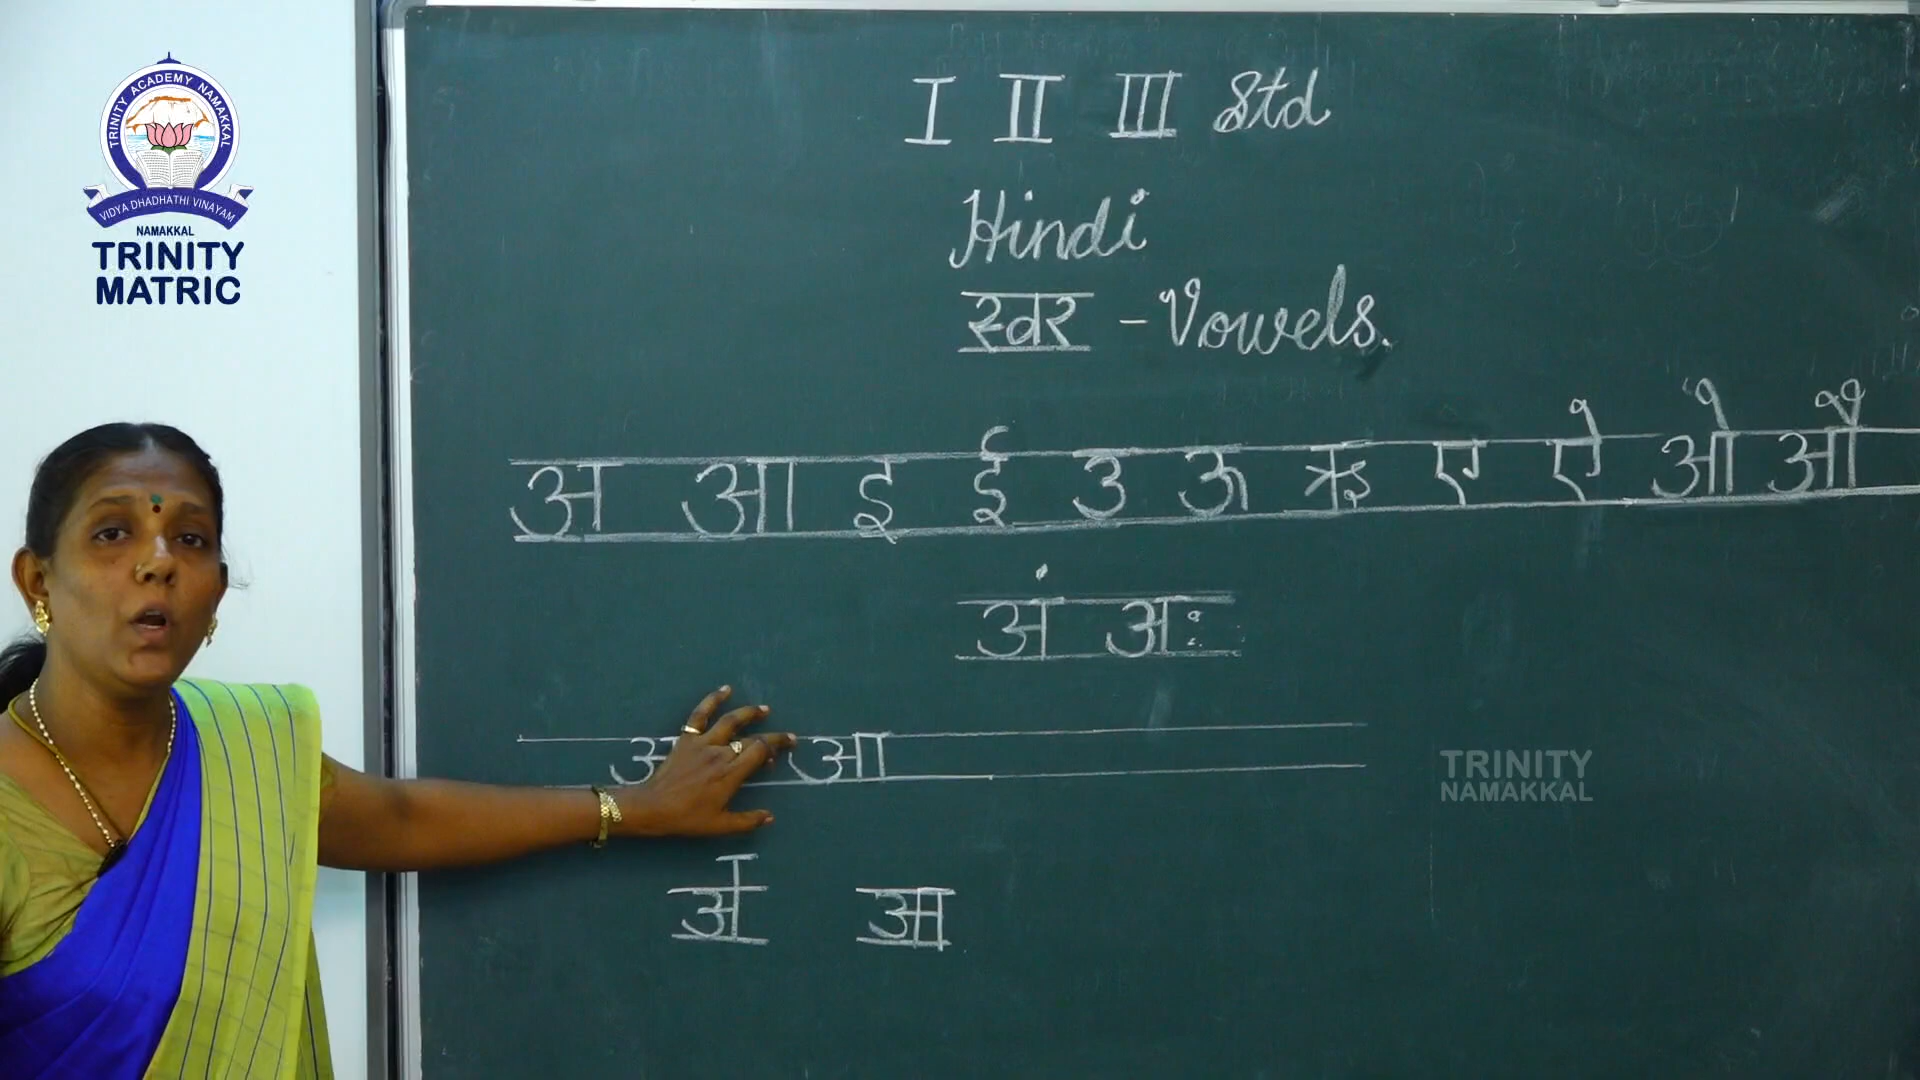 TRINITY ACADEMY NAMAKKAL
VIDYA DHADHATHI VINAYAM
NAMAKKAL
TRINITY
MATRIC
I II III Std
Hindi
स्वर - Vowels.
अ आ इ ई उ ऊ ऋ ए ऐ ओ औ
अं अः
अ आ
TRINITY
NAMAKKAL
अ आ